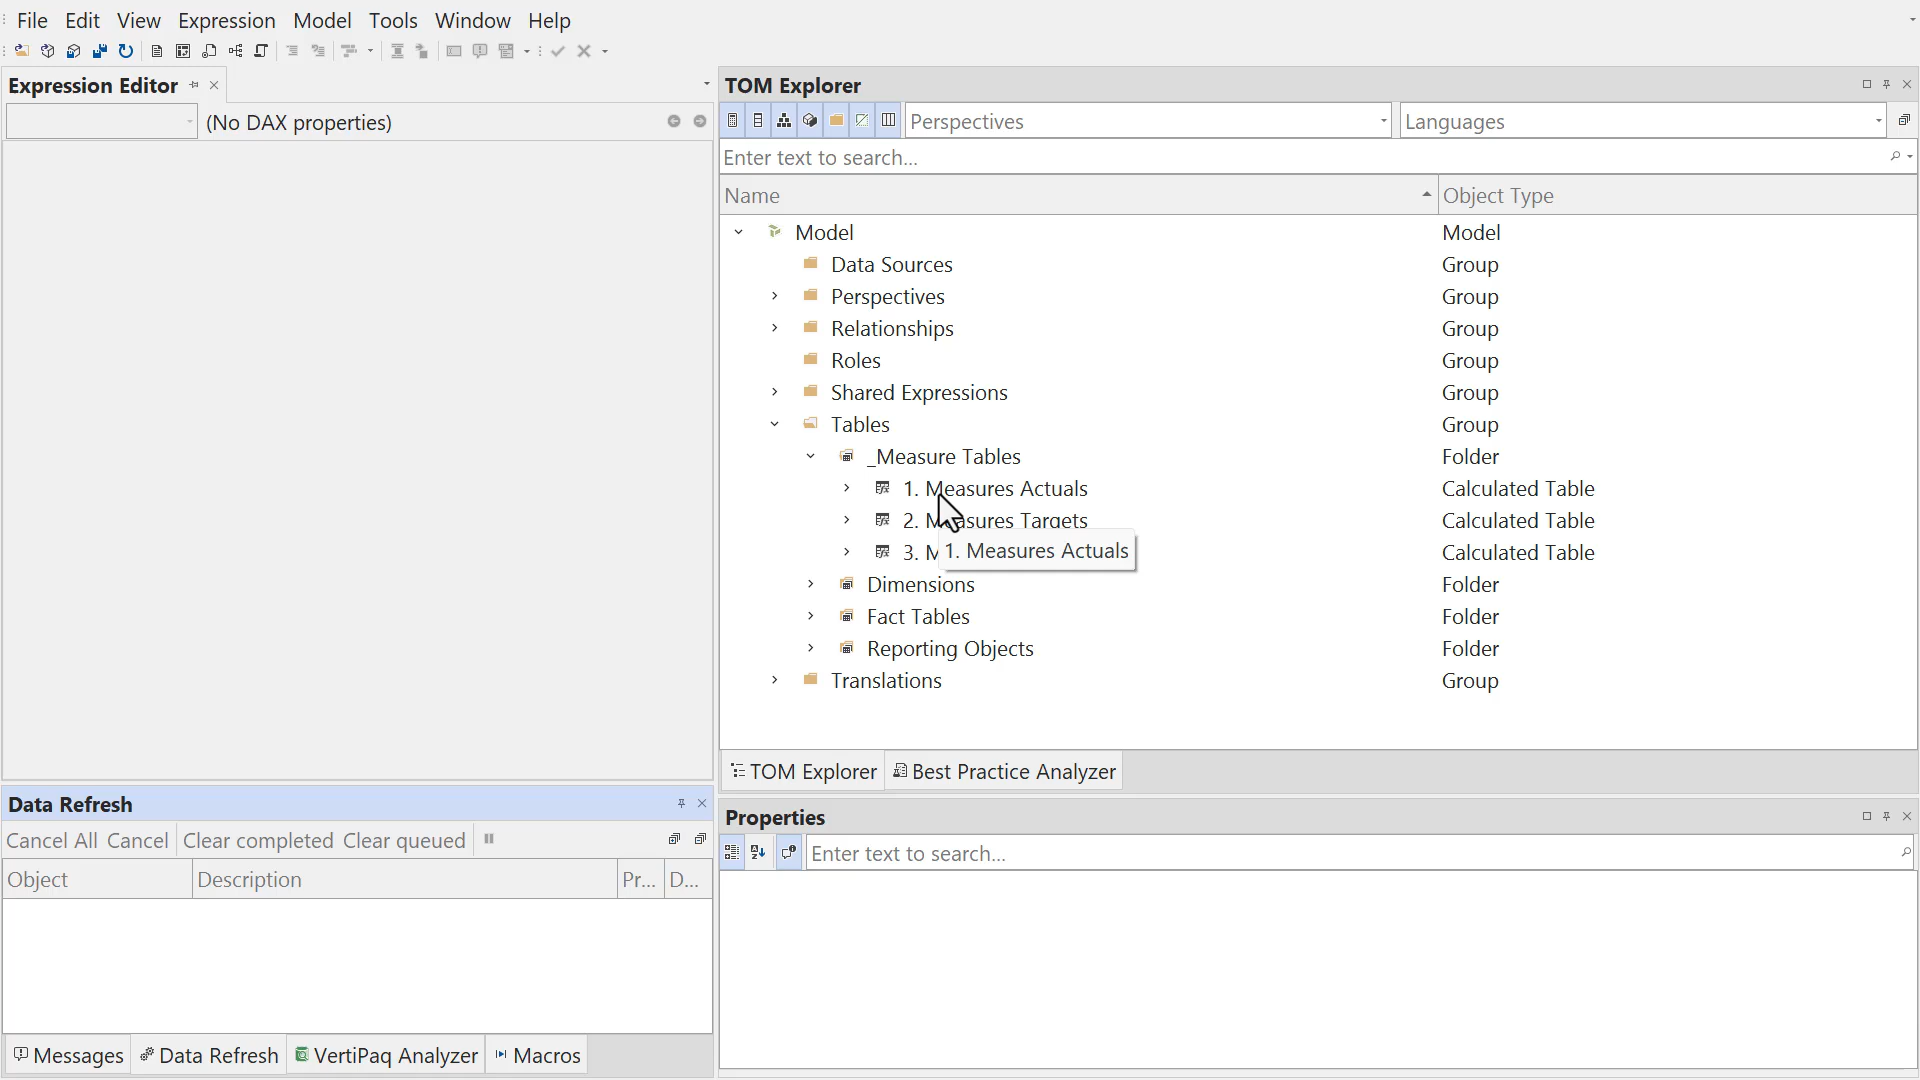 File Edit View Expression Model Tools Window Help
Expression Editor
(No DAX properties)
TOM Explorer
Perspectives
Languages
Enter text to search...
Name
Object Type
Model
Model
Data Sources
Group
Perspectives
Group
Relationships
Group
Roles
Group
Shared Expressions
Group
Tables
Group
_Measure Tables
Folder
1. Measures Actuals
Calculated Table
2. Measures Targets
Calculated Table
3. M
1. Measures Actuals
Calculated Table
Dimensions
Folder
Fact Tables
Folder
Reporting Objects
Folder
Translations
Group
TOM Explorer
Best Practice Analyzer
Data Refresh
Cancel All Cancel Clear completed Clear queued
Object
Description
Pr...
D...
Properties
Enter text to search...
Messages
Data Refresh
VertiPaq Analyzer
Macros